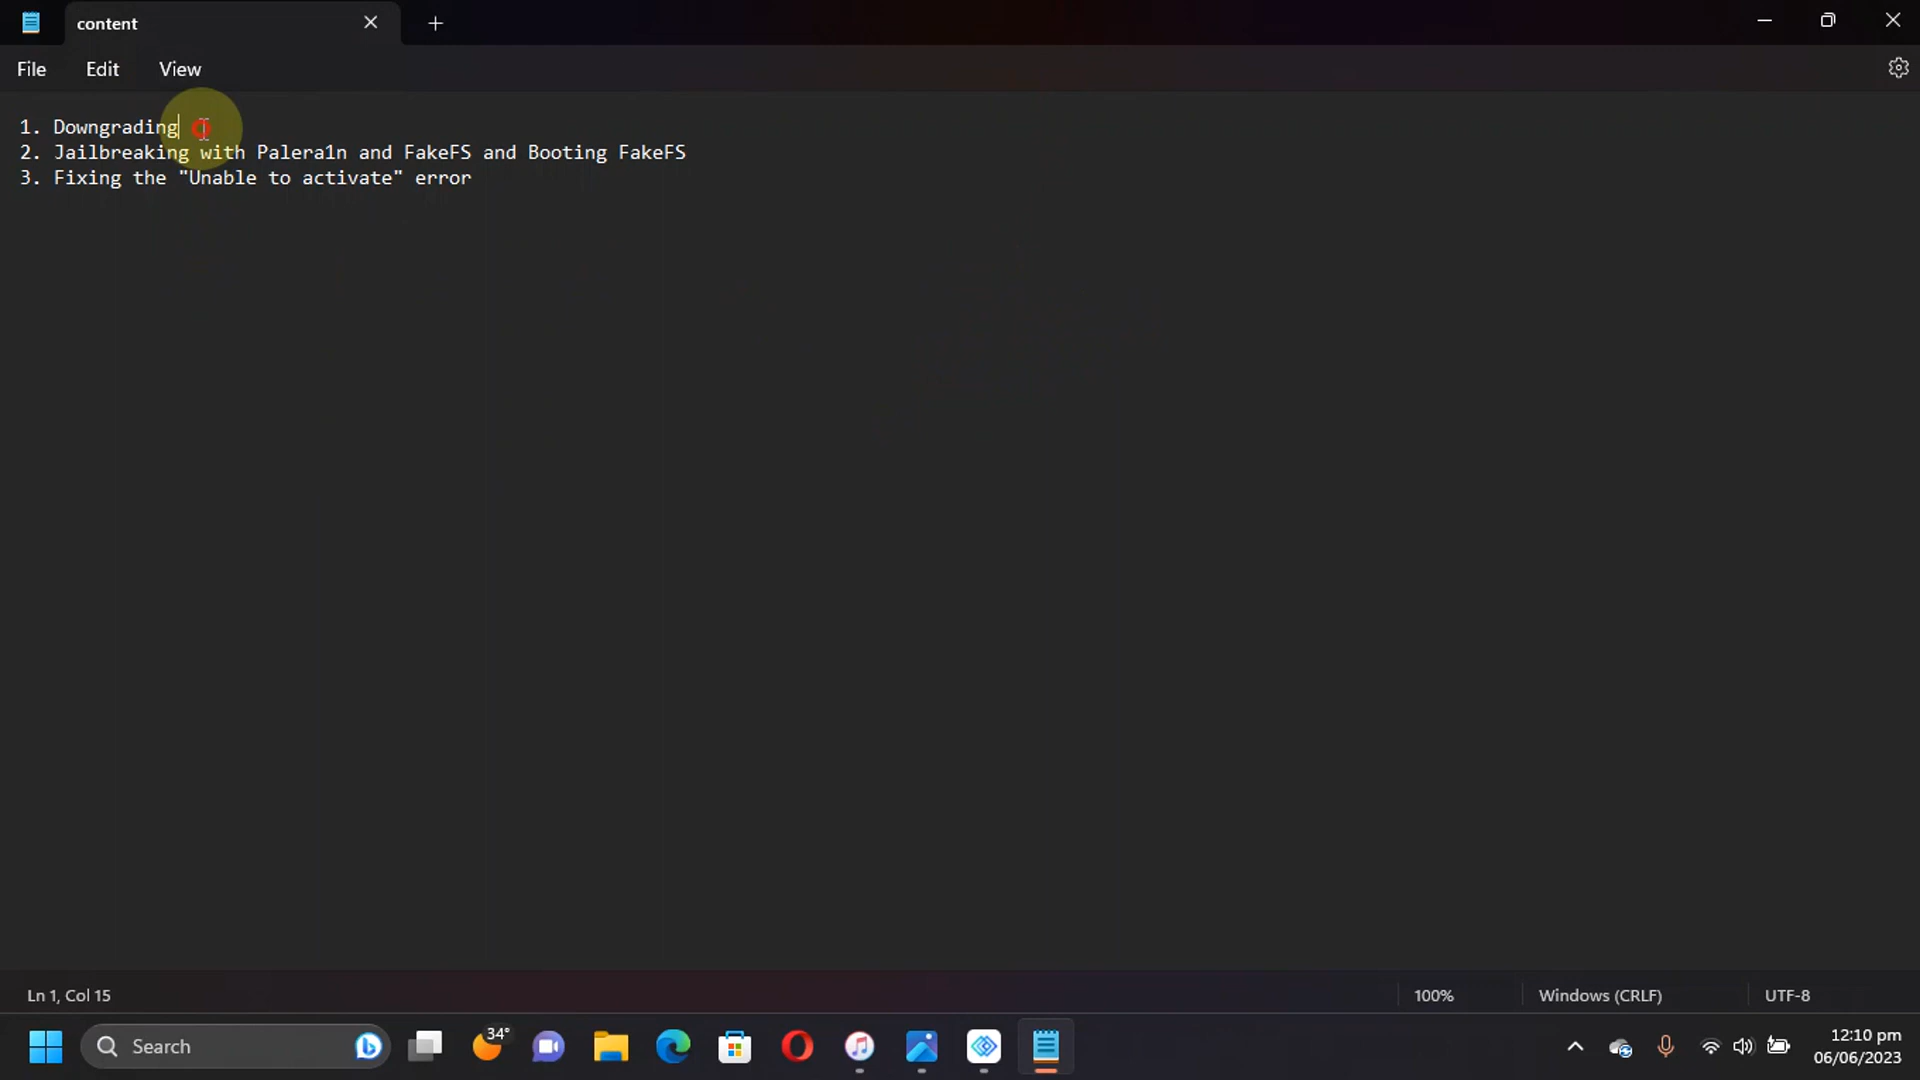 content
File Edit View
1. Downgrading
2. Jailbreaking with Palera1n and FakeFS and Booting FakeFS
3. Fixing the "Unable to activate" error
Ln 1, Col 15 100% Windows (CRLF) UTF-8
Search 34° 12:10 pm
06/06/2023